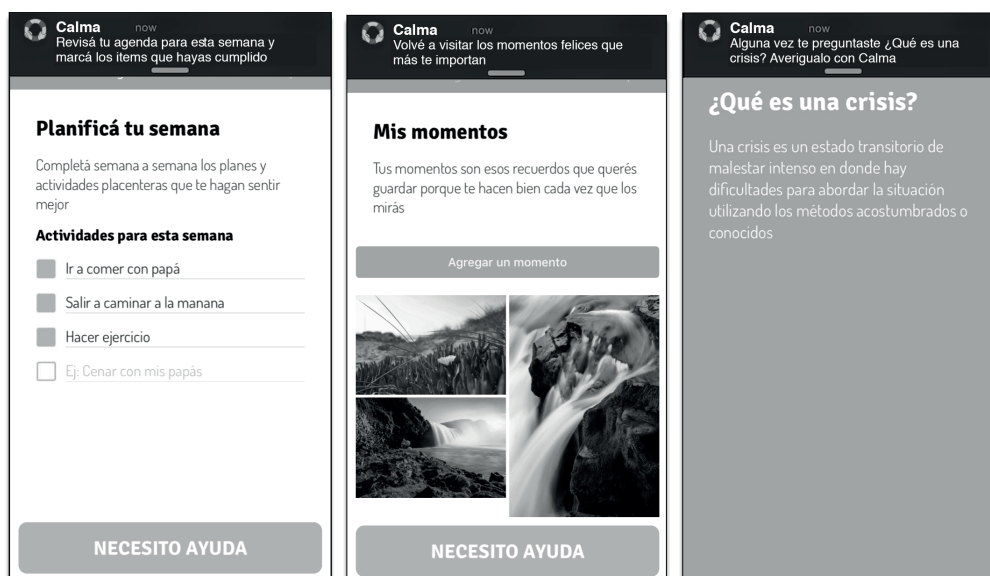 Calma now
Revisá tu agenda para esta semana y
marcá los items que hayas cumplido
Planificá tu semana
Completá semana a semana los planes y
actividades placenteras que te hagan sentir
mejor
Actividades para esta semana
Ir a comer con papá
Salir a caminar a la manana
Hacer ejercicio
Ej: Cenar con mis papás
NECESITO AYUDA
Calma now
Volvé a visitar los momentos felices que
más te importan
Mis momentos
Tus momentos son esos recuerdos que querés
guardar porque te hacen bien cada vez que los
mirás
Agregar un momento
NECESITO AYUDA
Calma now
Alguna vez te preguntaste ¿Qué es una
crisis? Averigualo con Calma
¿Qué es una crisis?
Una crisis es un estado transitorio de
malestar intenso en donde hay
dificultades para abordar la situación
utilizando los métodos acostumbrados o
conocidos